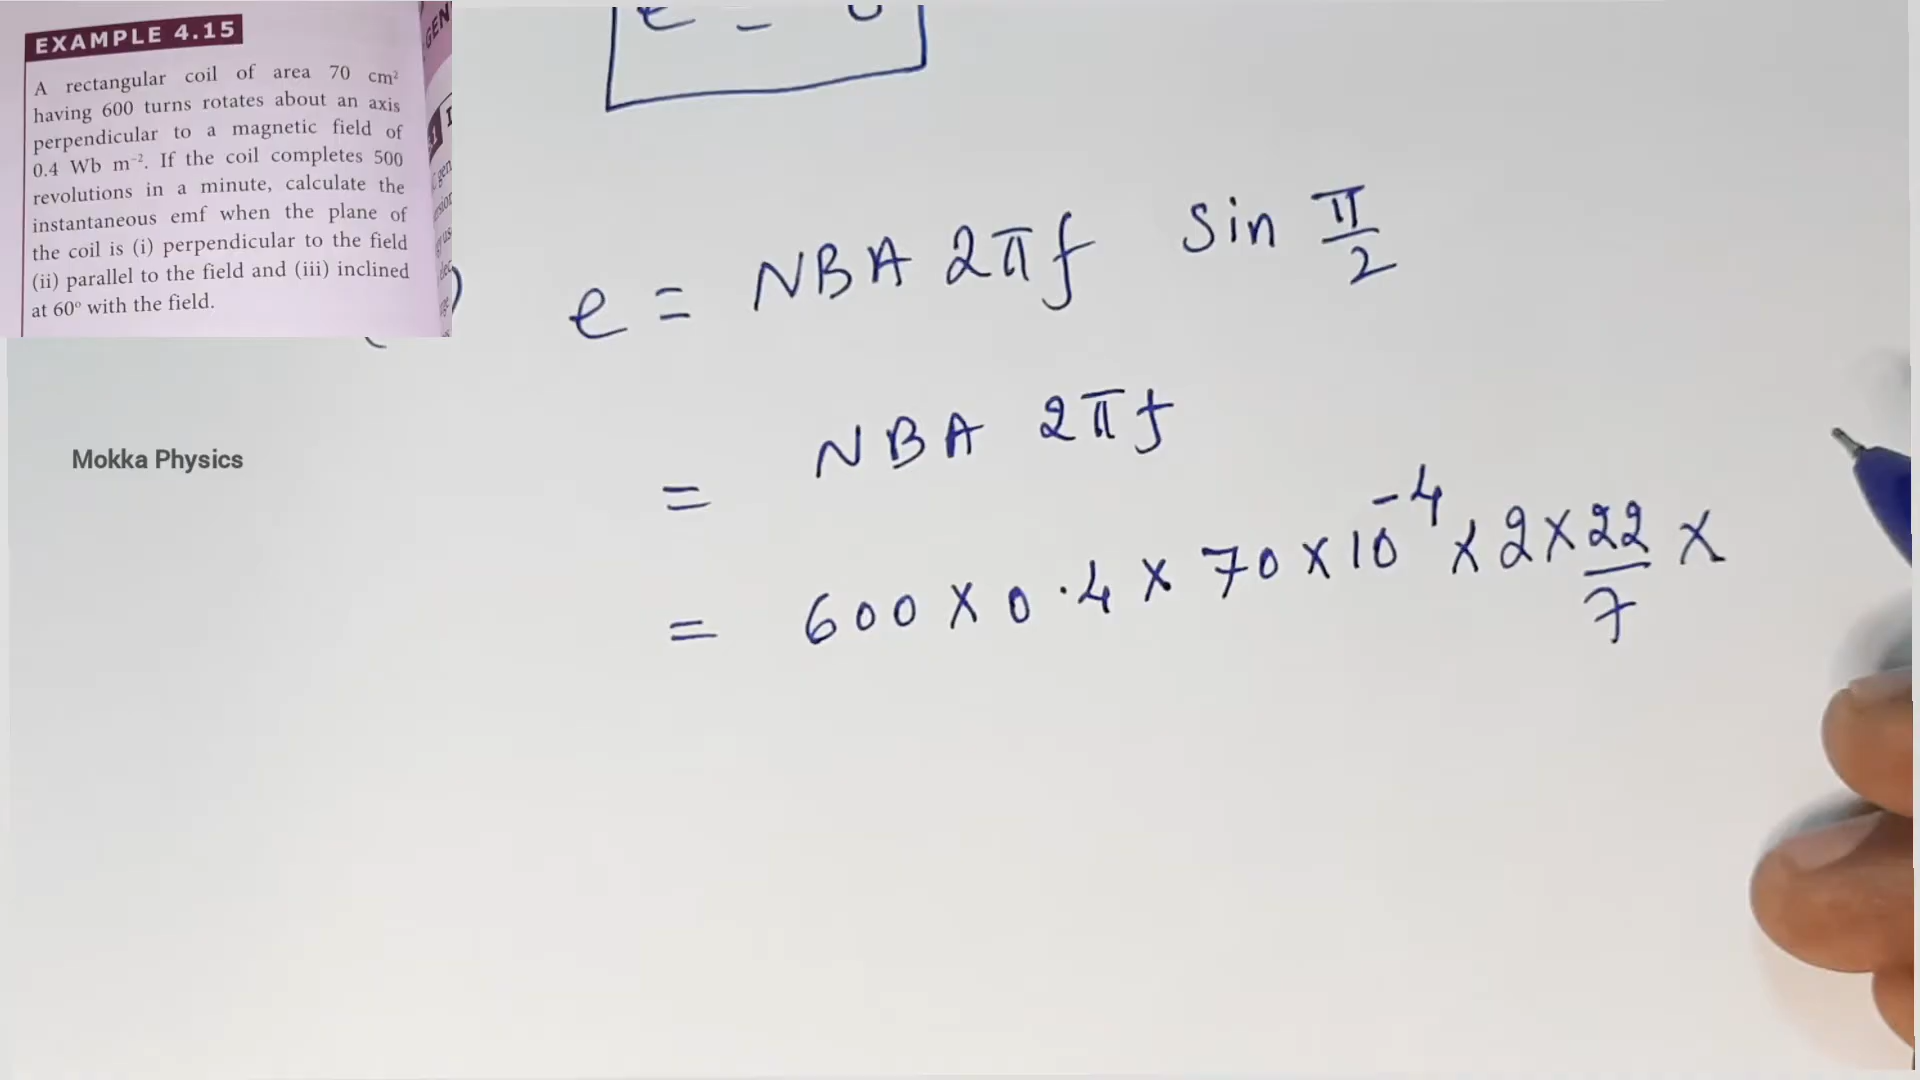 EXAMPLE 4.15
A rectangular coil of area 70 cm²
having 600 turns rotates about an axis
perpendicular to a magnetic field of
0.4 Wb m⁻². If the coil completes 500
revolutions in a minute, calculate the
instantaneous emf when the plane of
the coil is (i) perpendicular to the field
(ii) parallel to the field and (iii) inclined
at 60° with the field.
GEN
e = NBA 2πf Sin π/2
= NBA 2πf
= 600 × 0.4 × 70 × 10⁻⁴ × 2 × 22/7 ×
Mokka Physics